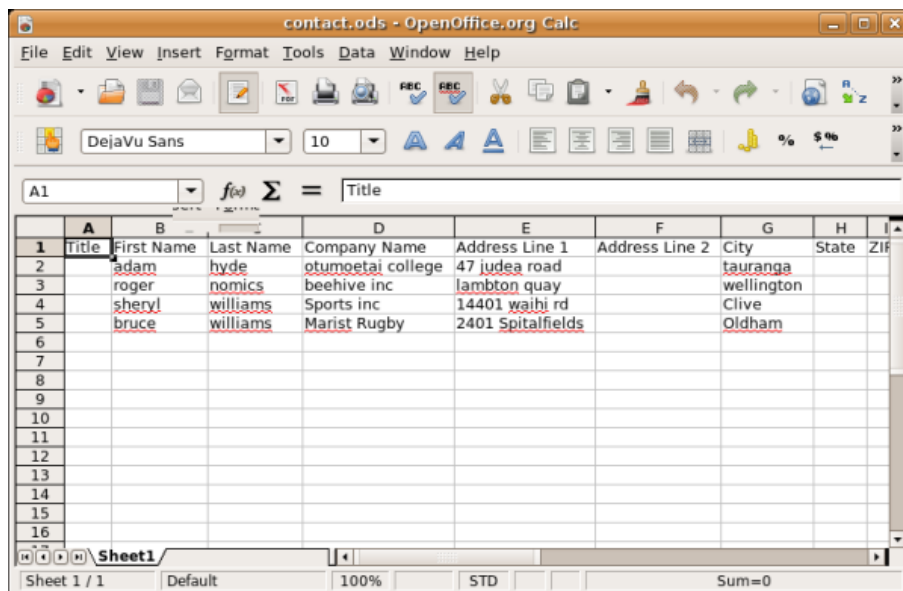 contact.ods - OpenOffice.org Calc
File Edit View Insert Format Tools Data Window Help
PDF ABC ABC A Z
DejaVu Sans 10 A A A % $%
A1 f(x) Σ = Title
A B D E F G H I
1 Title First Name Last Name Company Name Address Line 1 Address Line 2 City State
2 adam hyde otumoetai college 47 judea road tauranga
3 roger nomics beehive inc lambton quay wellington
4 sheryl williams Sports inc 14401 waihi rd Clive
5 bruce williams Marist Rugby 2401 Spitalfields Oldham
6
7
8
9
10
11
12
13
14
15
16
Sheet1
Sheet 1 / 1 Default 100% STD Sum=0